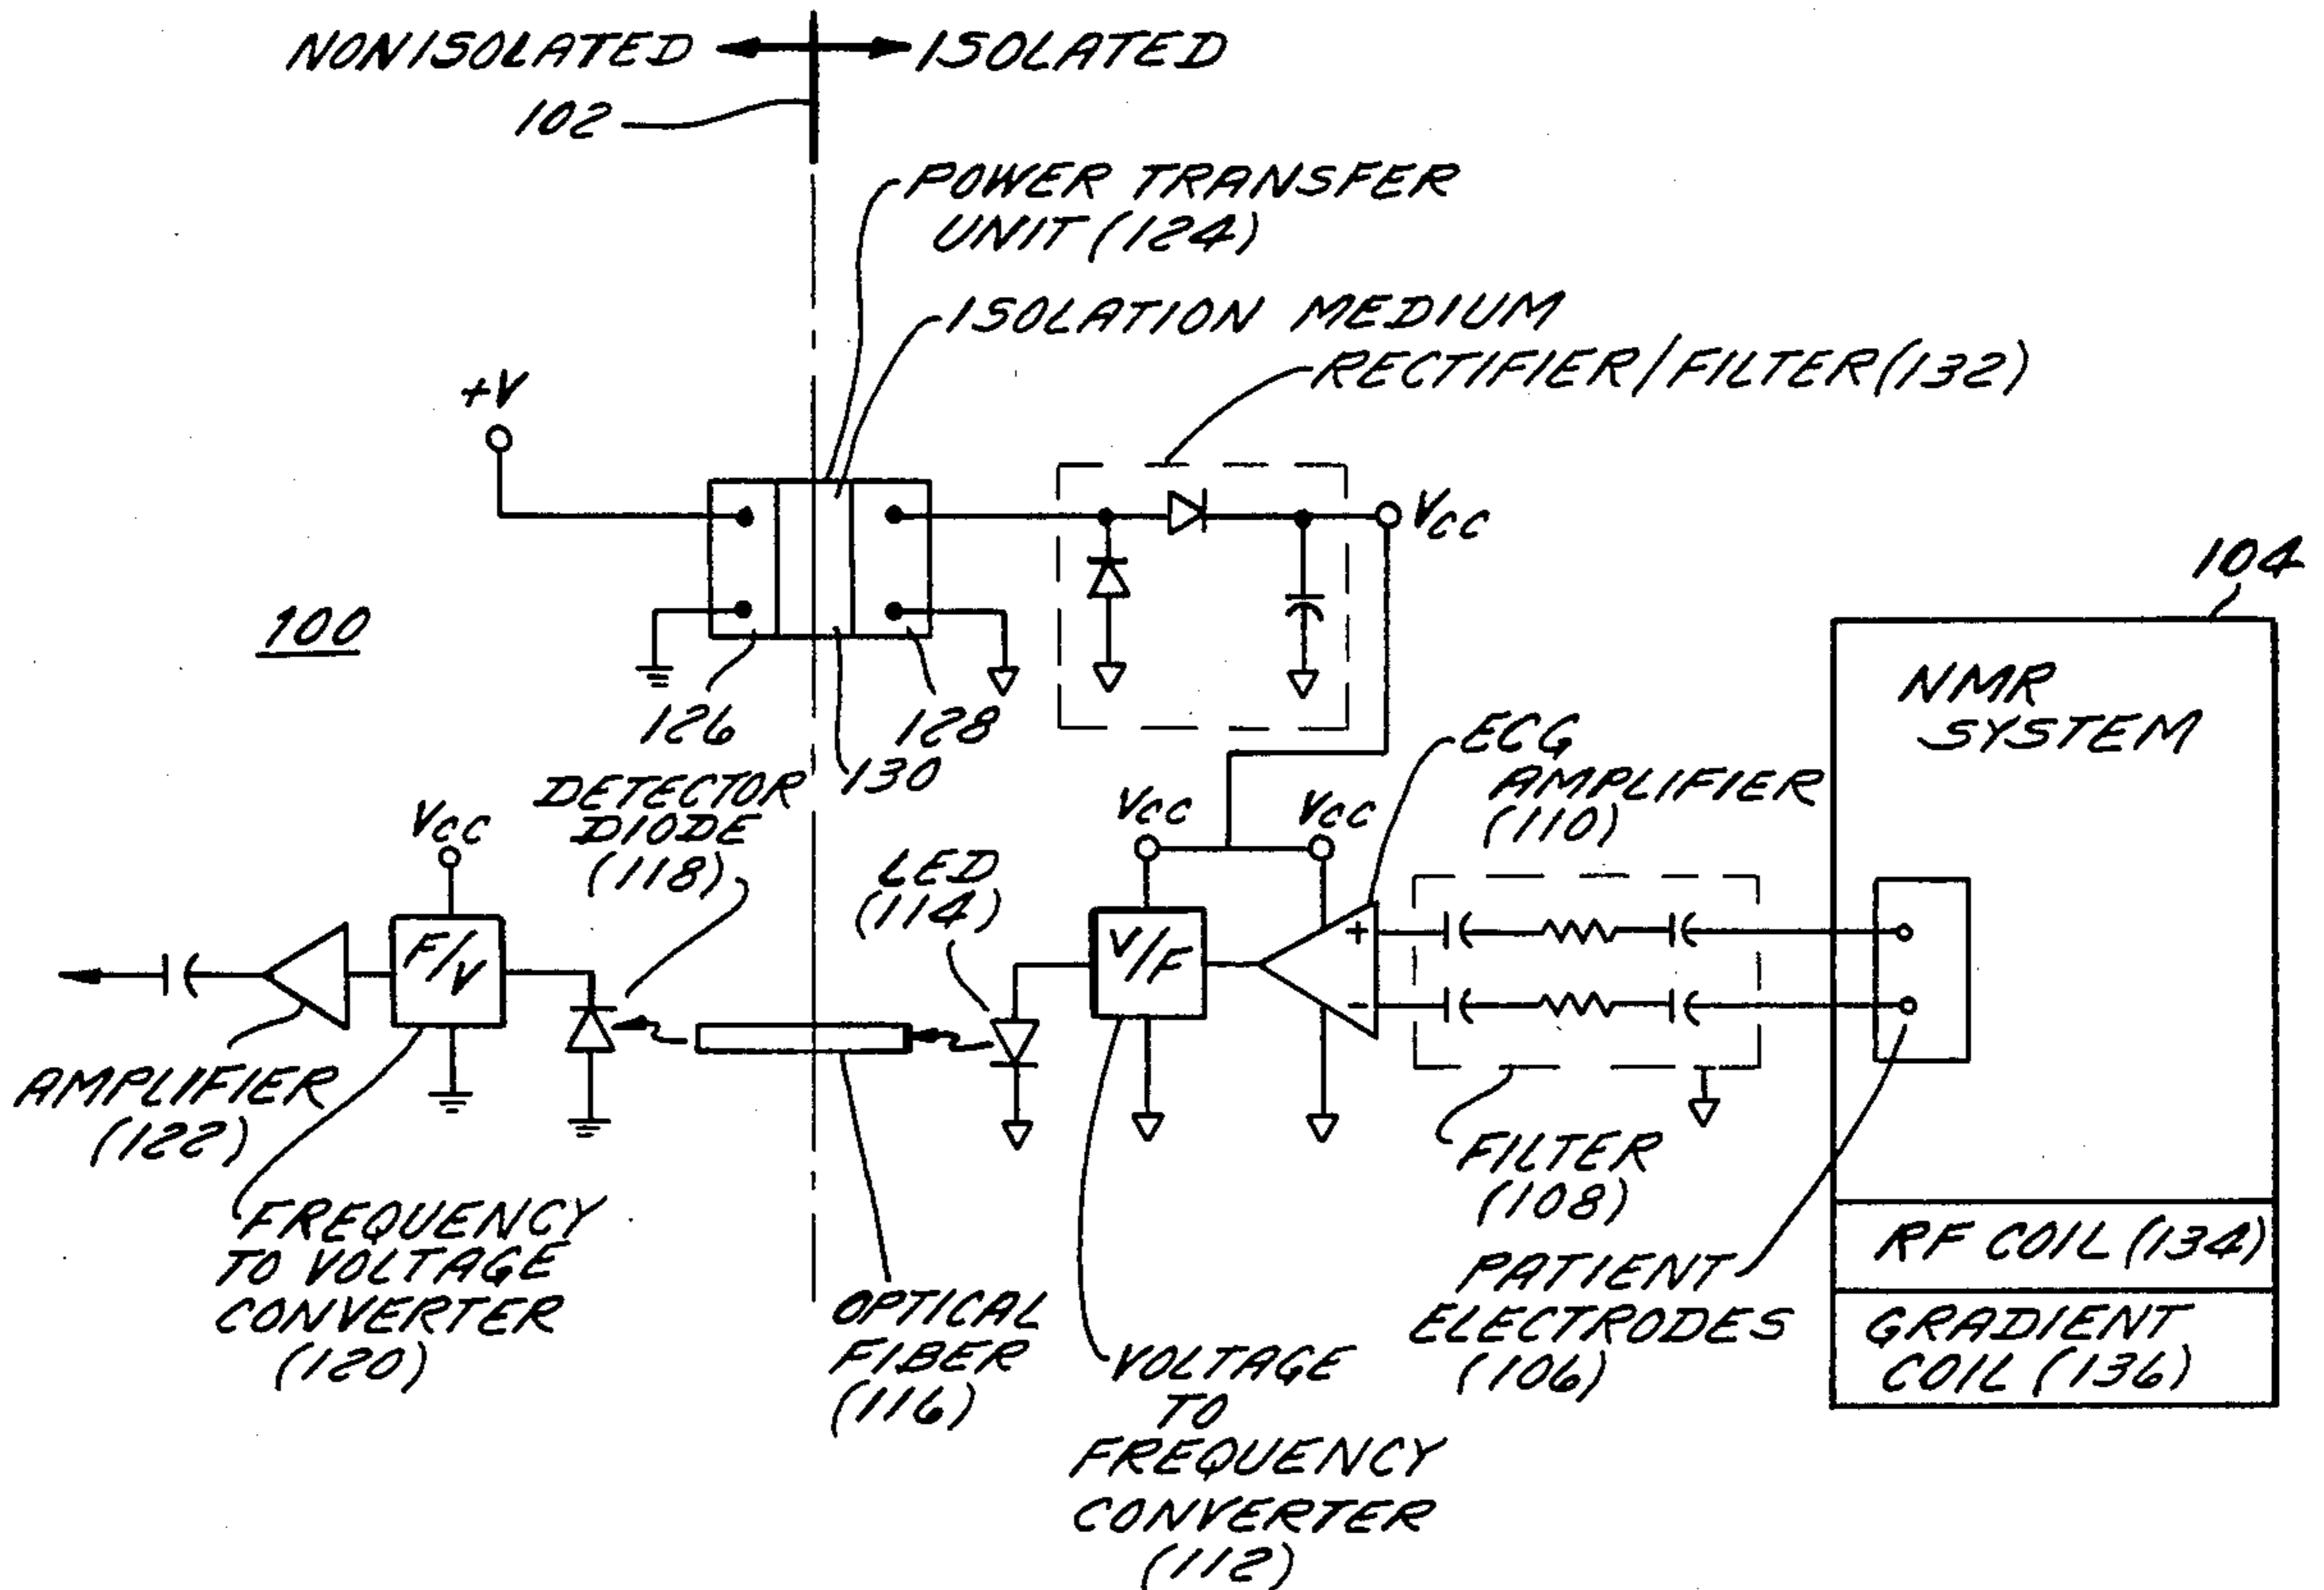 NONISOLATED
ISOLATED
102
POWER TRANSFER
UNIT (124)
ISOLATION MEDIUM
RECTIFIER/FILTER (132)
+V
VCC
104
100
NMR
SYSTEM
126
128
130
ECG
AMPLIFIER
(110)
DETECTOR
DIODE
(118)
VCC
VCC
VCC
LED
(114)
F/V
V/F
+
-
AMPLIFIER
(122)
FILTER
(108)
FREQUENCY
TO VOLTAGE
CONVERTER
(120)
RF COIL (134)
PATIENT
ELECTRODES
(106)
OPTICAL
FIBER
(116)
GRADIENT
COIL (136)
VOLTAGE
TO
FREQUENCY
CONVERTER
(112)